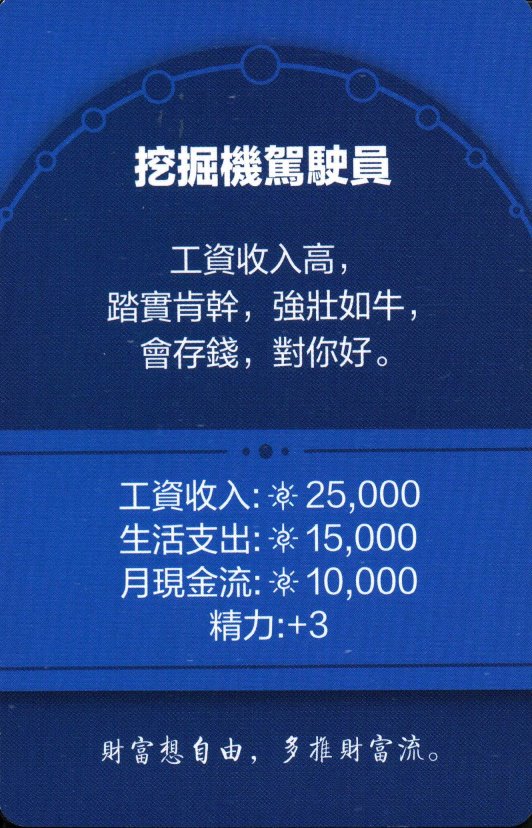 挖掘機駕駛員
工資收入高，
踏實肯幹，強壯如牛，
會存錢，對你好。
工資收入: 25,000
生活支出: 15,000
月現金流: 10,000
精力:+3
財富想自由，多推財富流。